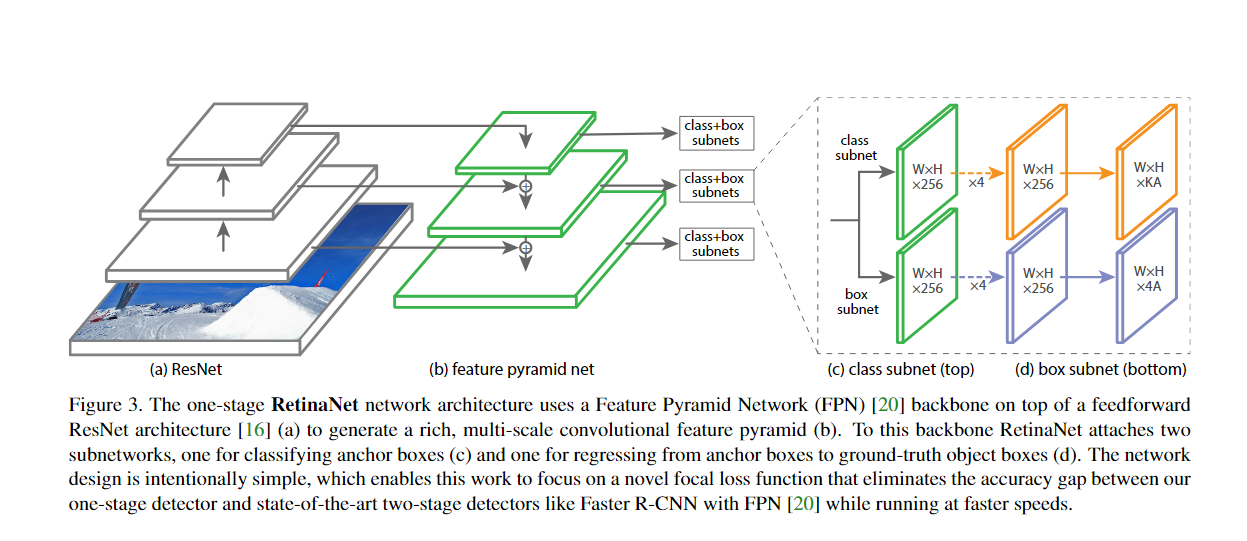 class+box
subnets
class+box
subnets
class+box
subnets
class
subnet
W×H
×256
×4
W×H
×256
W×H
×KA
box
subnet
W×H
×256
×4
W×H
×256
W×H
×4A
(a) ResNet
(b) feature pyramid net
(c) class subnet (top)
(d) box subnet (bottom)
Figure 3. The one-stage RetinaNet network architecture uses a Feature Pyramid Network (FPN) [20] backbone on top of a feedforward
ResNet architecture [16] (a) to generate a rich, multi-scale convolutional feature pyramid (b). To this backbone RetinaNet attaches two
subnetworks, one for classifying anchor boxes (c) and one for regressing from anchor boxes to ground-truth object boxes (d). The network
design is intentionally simple, which enables this work to focus on a novel focal loss function that eliminates the accuracy gap between our
one-stage detector and state-of-the-art two-stage detectors like Faster R-CNN with FPN [20] while running at faster speeds.